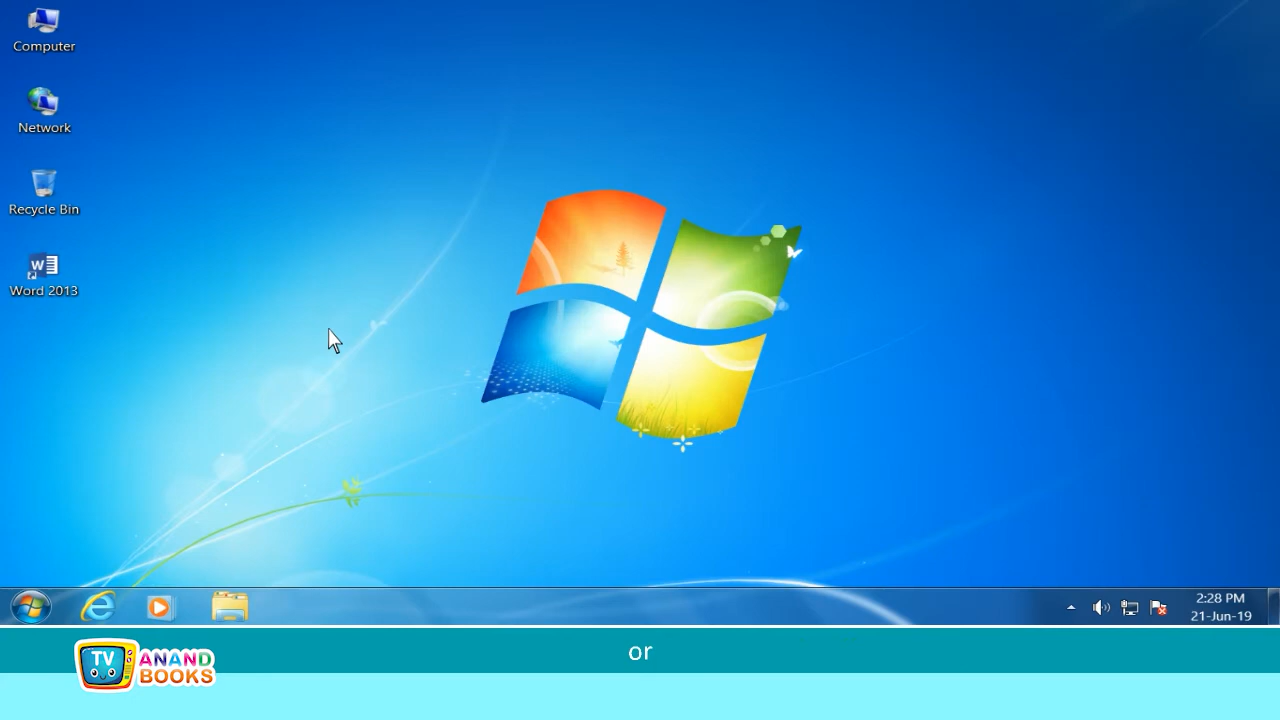 Computer
Network
Recycle Bin
W
Word 2013
2:28 PM
21-Jun-19
or
TV
ANAND
BOOKS